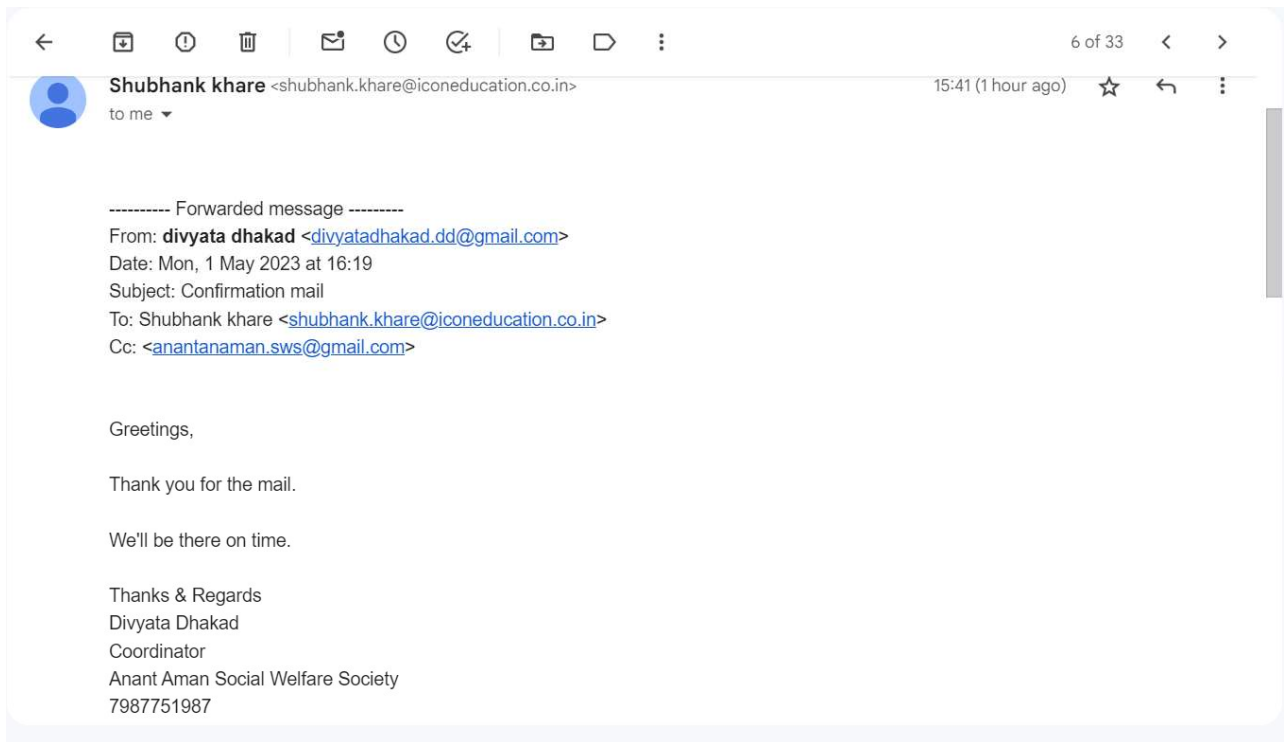 6 of 33
Shubhank khare <shubhank.khare@iconeducation.co.in>
15:41 (1 hour ago)
to me
---------- Forwarded message ---------
From: divyata dhakad <divyatadhakad.dd@gmail.com>
Date: Mon, 1 May 2023 at 16:19
Subject: Confirmation mail
To: Shubhank khare <shubhank.khare@iconeducation.co.in>
Cc: <anantanaman.sws@gmail.com>
Greetings,
Thank you for the mail.
We'll be there on time.
Thanks & Regards
Divyata Dhakad
Coordinator
Anant Aman Social Welfare Society
7987751987